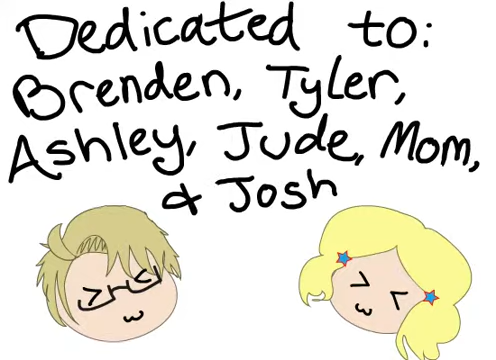 Dedicated to:
Brenden, Tyler,
Ashley, Jude, Mom,
& Josh